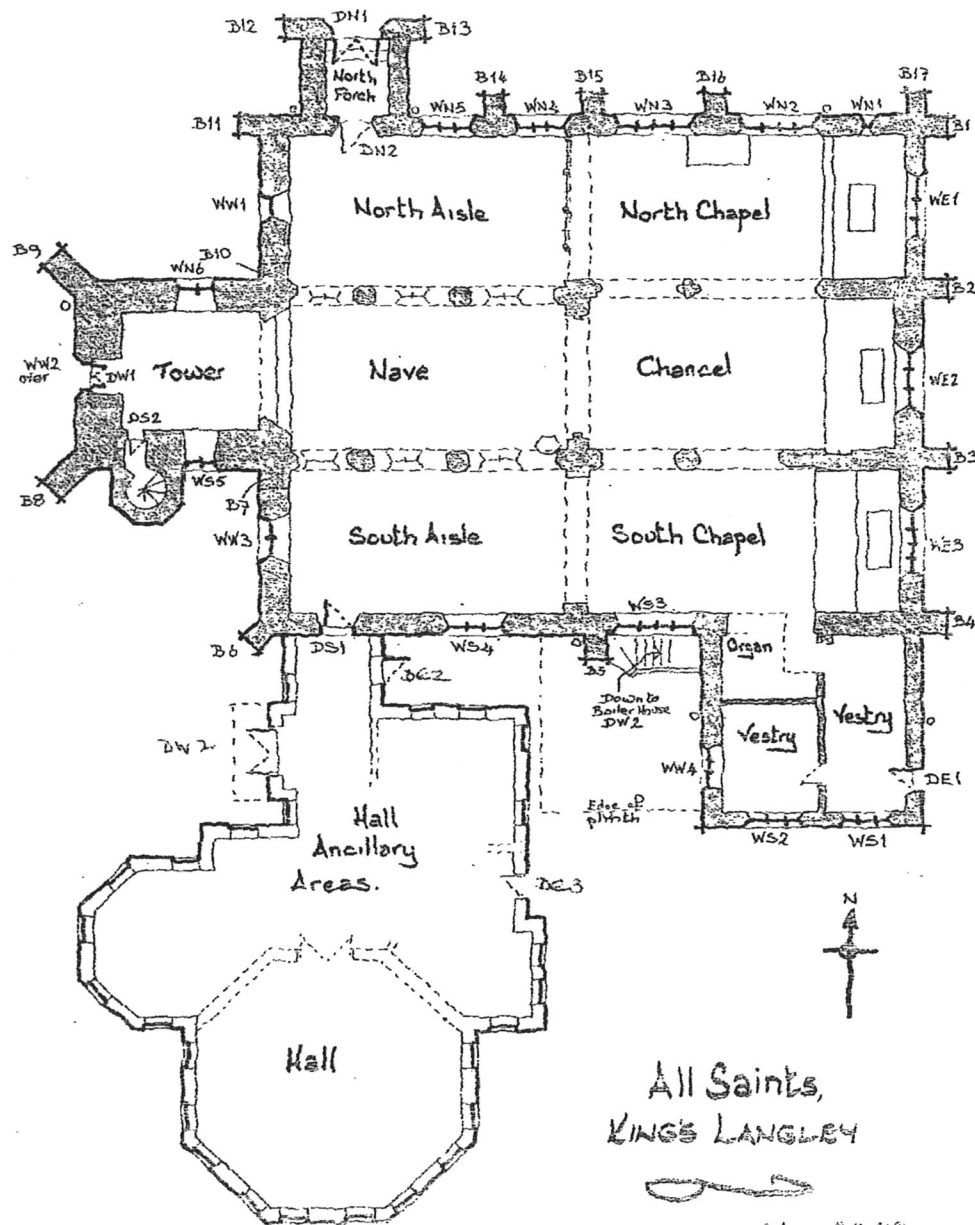 B12
DN1
B13
North
Porch
B14
B15
B16
B17
B11
WN5
WN4
WN3
WN2
WN1
B1
DN2
WW1
North Aisle
North Chapel
WE1
B9
B10
WN6
B2
WW2
over
DW1
Tower
Nave
Chancel
WE2
DS2
B3
B8
WS5
B7
WW3
South Aisle
South Chapel
WE3
WS3
B6
DS1
WS4
B5
Organ
B4
DE2
Down to
Boiler House
DW2
Vestry
Vestry
DW2
WW4
DE1
Edge of
plinth
WS2
WS1
Hall
Ancillary
Areas.
DE3
N
Hall
All Saints,
KING'S LANGLEY